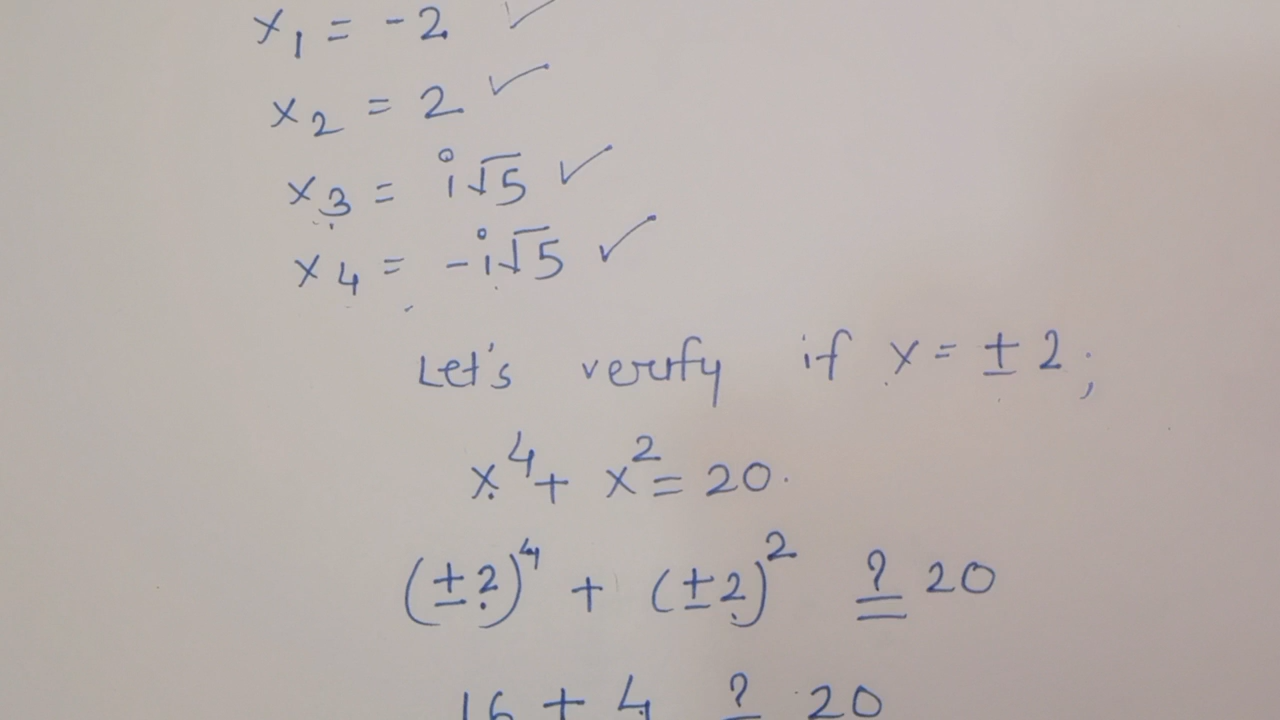 x₁ = -2 ✓
x₂ = 2 ✓
x₃ = i√5 ✓
x₄ = -i√5 ✓
Let's verify if x = ± 2;
x⁴ + x² = 20.
(±2)⁴ + (±2)² ≟ 20
16 + 4 ≟ 20